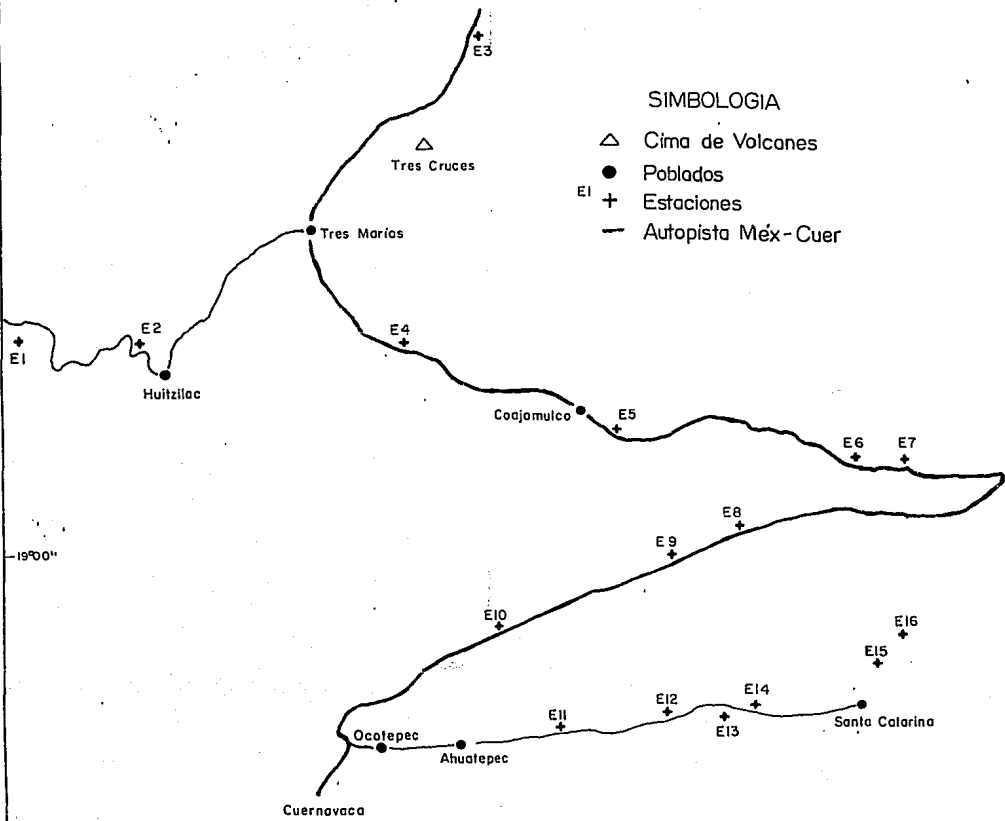 E3
SIMBOLOGIA
Cima de Volcanes
Tres Cruces
Poblados
E1
Estaciones
Tres Marías
Autopista Méx-Cuer
E1
E2
E4
Huitzilac
Coajomulco
E5
E6
E7
E8
E9
19°00"
E10
E16
E15
E11
E12
E13
E14
Santa Catarina
Ocotepec
Ahuatepec
Cuernavaca